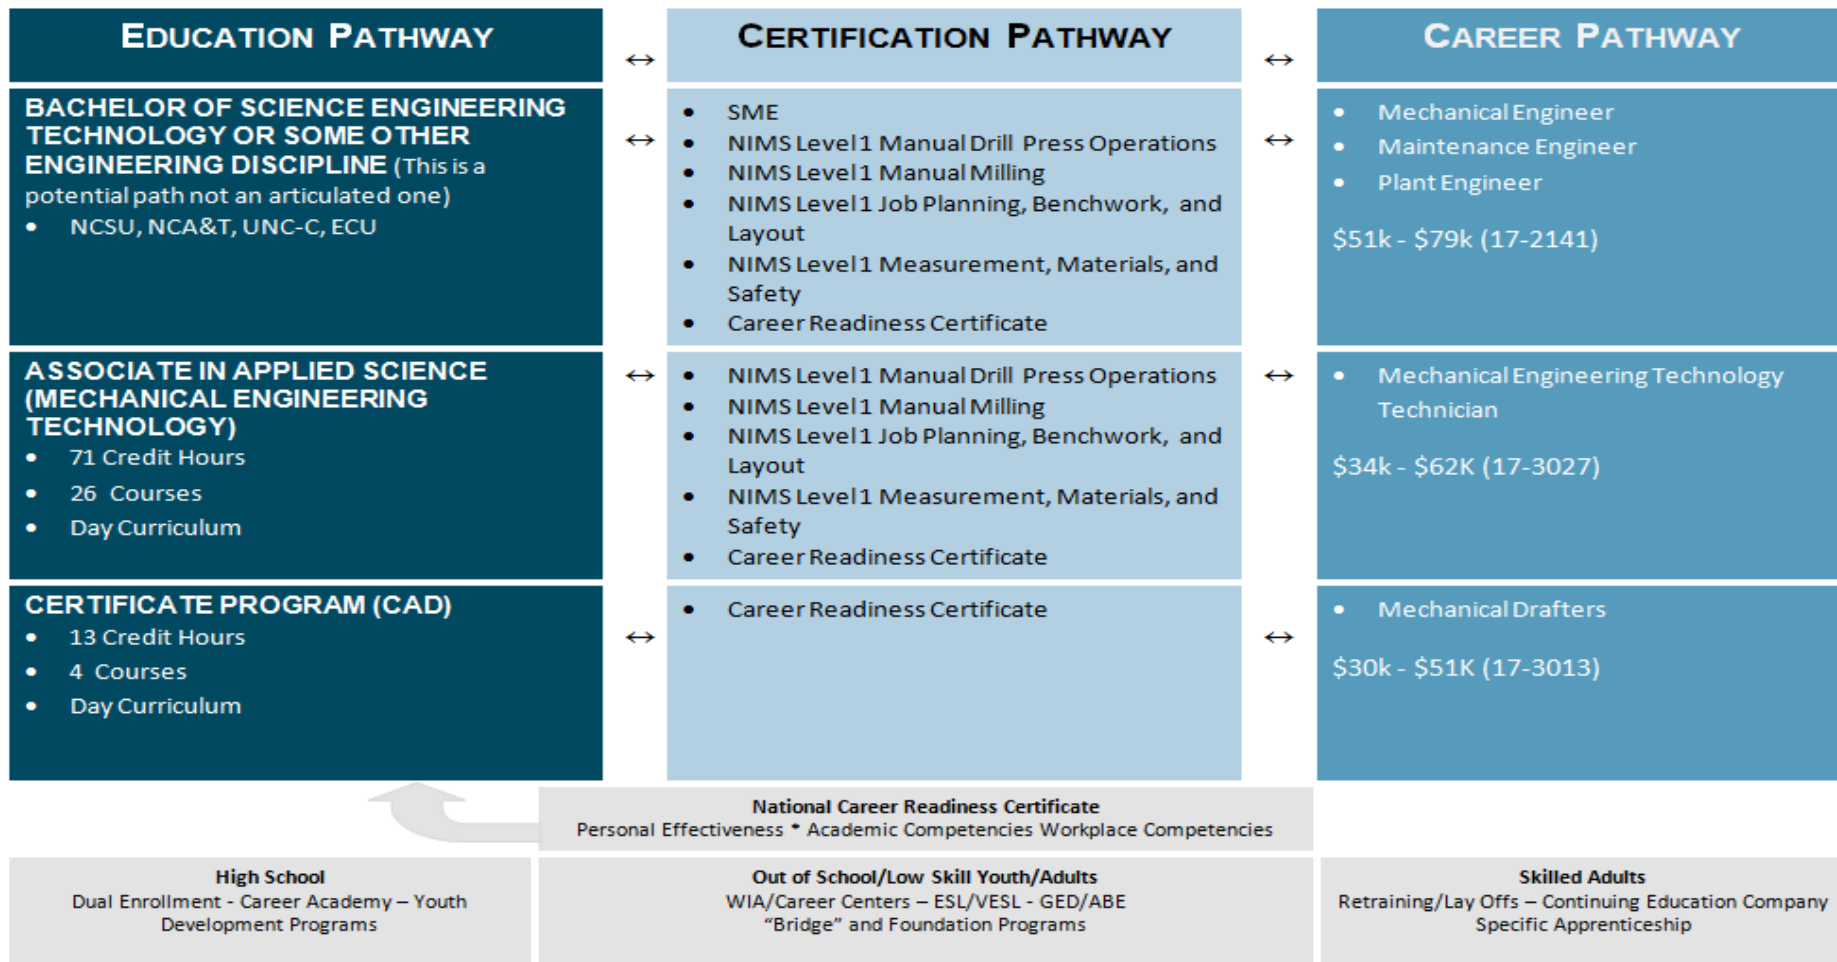 EDUCATION PATHWAY
↔
CERTIFICATION PATHWAY
↔
CAREER PATHWAY
BACHELOR OF SCIENCE ENGINEERING
TECHNOLOGY OR SOME OTHER
ENGINEERING DISCIPLINE (This is a
potential path not an articulated one)
• NCSU, NCA&T, UNC-C, ECU
↔
• SME
• NIMS Level 1 Manual Drill Press Operations
• NIMS Level 1 Manual Milling
• NIMS Level 1 Job Planning, Benchwork, and
Layout
• NIMS Level 1 Measurement, Materials, and
Safety
• Career Readiness Certificate
↔
• Mechanical Engineer
• Maintenance Engineer
• Plant Engineer
$51k - $79k (17-2141)
ASSOCIATE IN APPLIED SCIENCE
(MECHANICAL ENGINEERING
TECHNOLOGY)
• 71 Credit Hours
• 26 Courses
• Day Curriculum
↔
• NIMS Level 1 Manual Drill Press Operations
• NIMS Level 1 Manual Milling
• NIMS Level 1 Job Planning, Benchwork, and
Layout
• NIMS Level 1 Measurement, Materials, and
Safety
• Career Readiness Certificate
↔
• Mechanical Engineering Technology
Technician
$34k - $62K (17-3027)
CERTIFICATE PROGRAM (CAD)
• 13 Credit Hours
• 4 Courses
• Day Curriculum
↔
• Career Readiness Certificate
↔
• Mechanical Drafters
$30k - $51K (17-3013)
National Career Readiness Certificate
Personal Effectiveness * Academic Competencies Workplace Competencies
High School
Dual Enrollment - Career Academy – Youth
Development Programs
Out of School/Low Skill Youth/Adults
WIA/Career Centers – ESL/VESL - GED/ABE
“Bridge” and Foundation Programs
Skilled Adults
Retraining/Lay Offs – Continuing Education Company
Specific Apprenticeship